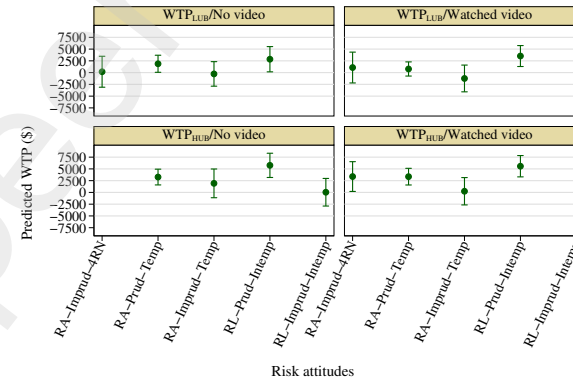 WTP_LUB/No video
WTP_LUB/Watched video
7500
5000
2500
0
−2500
−5000
−7500
WTP_HUB/No video
WTP_HUB/Watched video
7500
5000
2500
0
−2500
−5000
−7500
Predicted WTP ($)
RA−Imprud−4RN
RA−Prud−Temp
RA−Imprud−Temp
RL−Prud−Intemp
RL−Imprud−Intemp
RA−Imprud−4RN
RA−Prud−Temp
RA−Imprud−Temp
RL−Prud−Intemp
RL−Imprud−Intemp
Risk attitudes